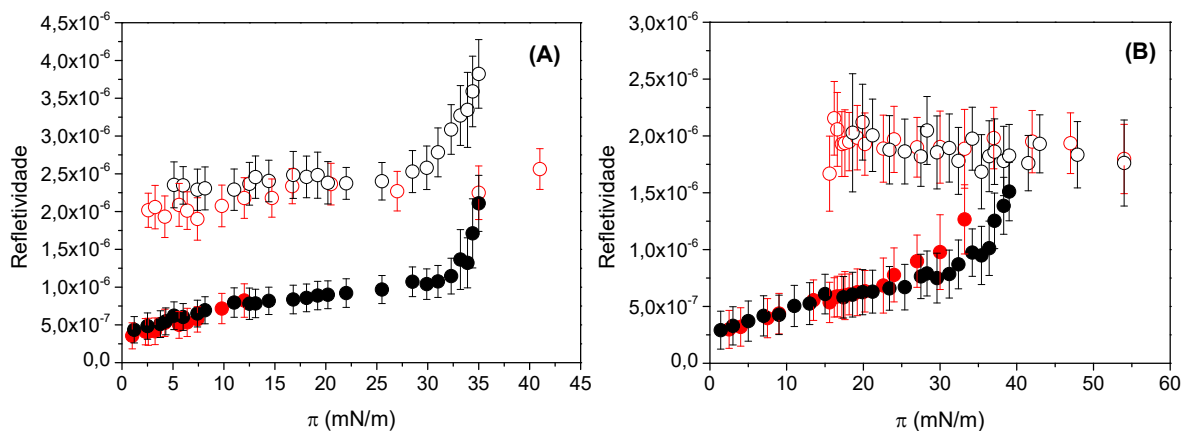 (A)
Refletividade
4,5x10⁻⁶
4,0x10⁻⁶
3,5x10⁻⁶
3,0x10⁻⁶
2,5x10⁻⁶
2,0x10⁻⁶
1,5x10⁻⁶
1,0x10⁻⁶
5,0x10⁻⁷
0,0
0 5 10 15 20 25 30 35 40 45
π (mN/m)
(B)
Refletividade
3,0x10⁻⁶
2,5x10⁻⁶
2,0x10⁻⁶
1,5x10⁻⁶
1,0x10⁻⁶
5,0x10⁻⁷
0,0
0 10 20 30 40 50 60
π (mN/m)